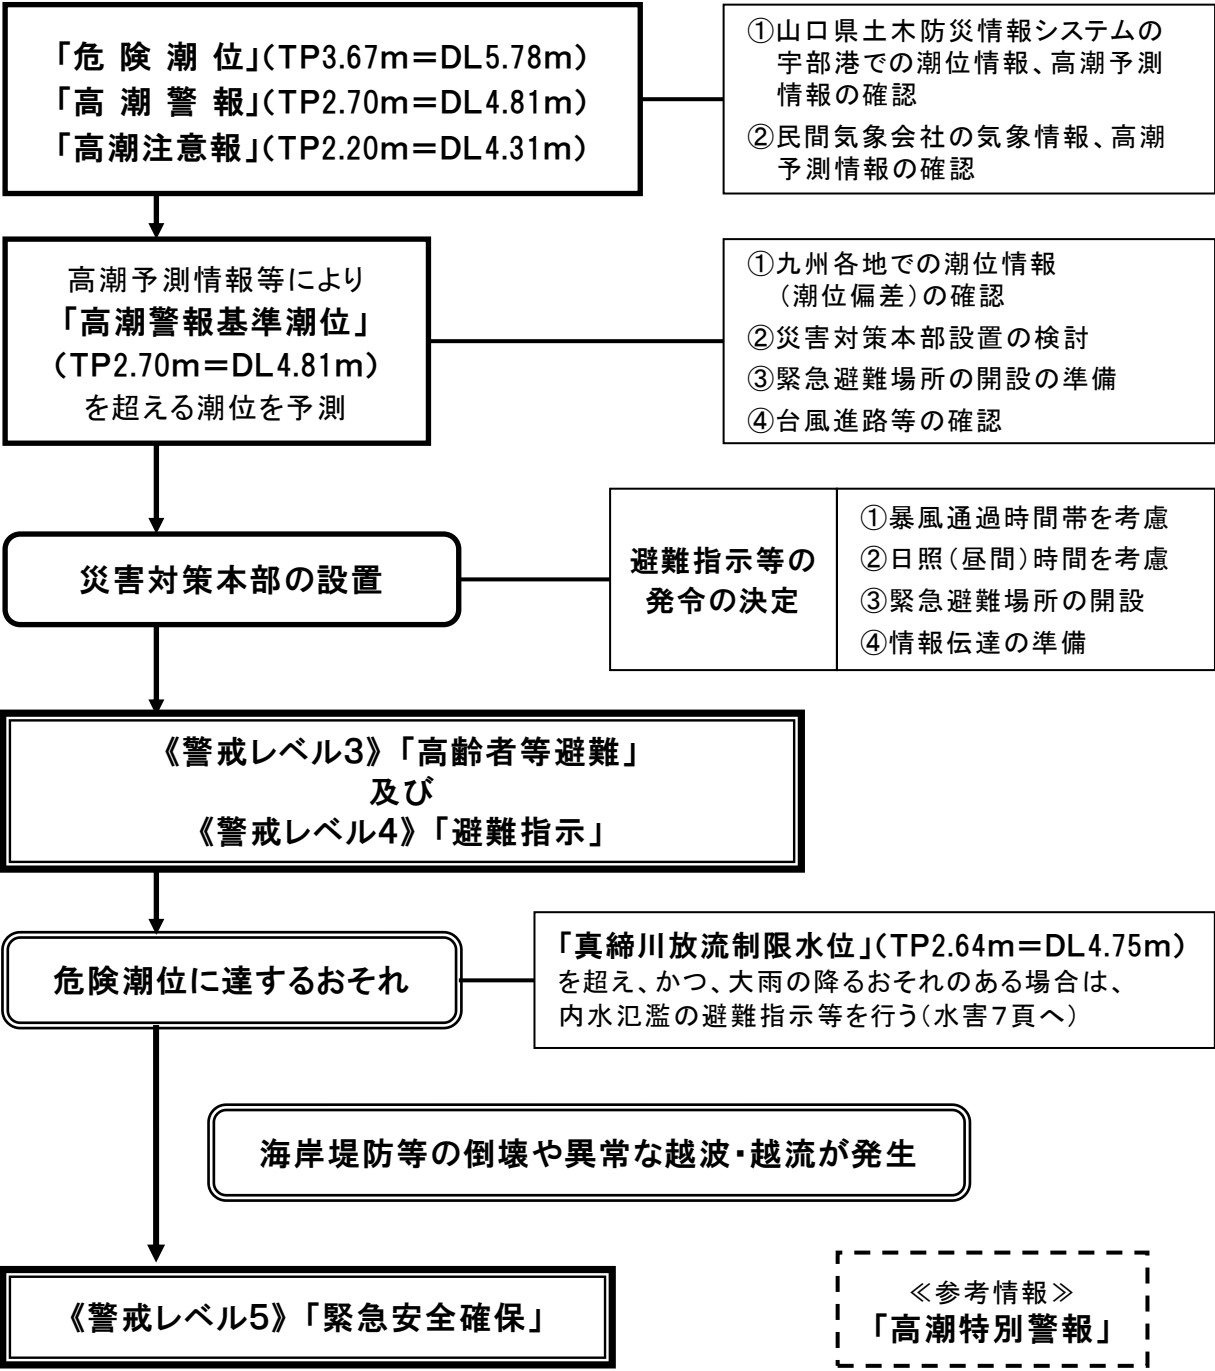 「危 険 潮 位」(TP3.67m=DL5.78m)
「高 潮 警 報」(TP2.70m=DL4.81m)
「高潮注意報」(TP2.20m=DL4.31m)
①山口県土木防災情報システムの
宇部港での潮位情報、高潮予測
情報の確認
②民間気象会社の気象情報、高潮
予測情報の確認
高潮予測情報等により
「高潮警報基準潮位」
(TP2.70m=DL4.81m)
を超える潮位を予測
①九州各地での潮位情報
(潮位偏差)の確認
②災害対策本部設置の検討
③緊急避難場所の開設の準備
④台風進路等の確認
災害対策本部の設置
避難指示等の
発令の決定
①暴風通過時間帯を考慮
②日照(昼間)時間を考慮
③緊急避難場所の開設
④情報伝達の準備
《警戒レベル3》「高齢者等避難」
及び
《警戒レベル4》「避難指示」
危険潮位に達するおそれ
「真締川放流制限水位」(TP2.64m=DL4.75m)
を超え、かつ、大雨の降るおそれのある場合は、
内水氾濫の避難指示等を行う(水害7頁へ)
海岸堤防等の倒壊や異常な越波・越流が発生
《警戒レベル5》「緊急安全確保」
≪参考情報≫
「高潮特別警報」